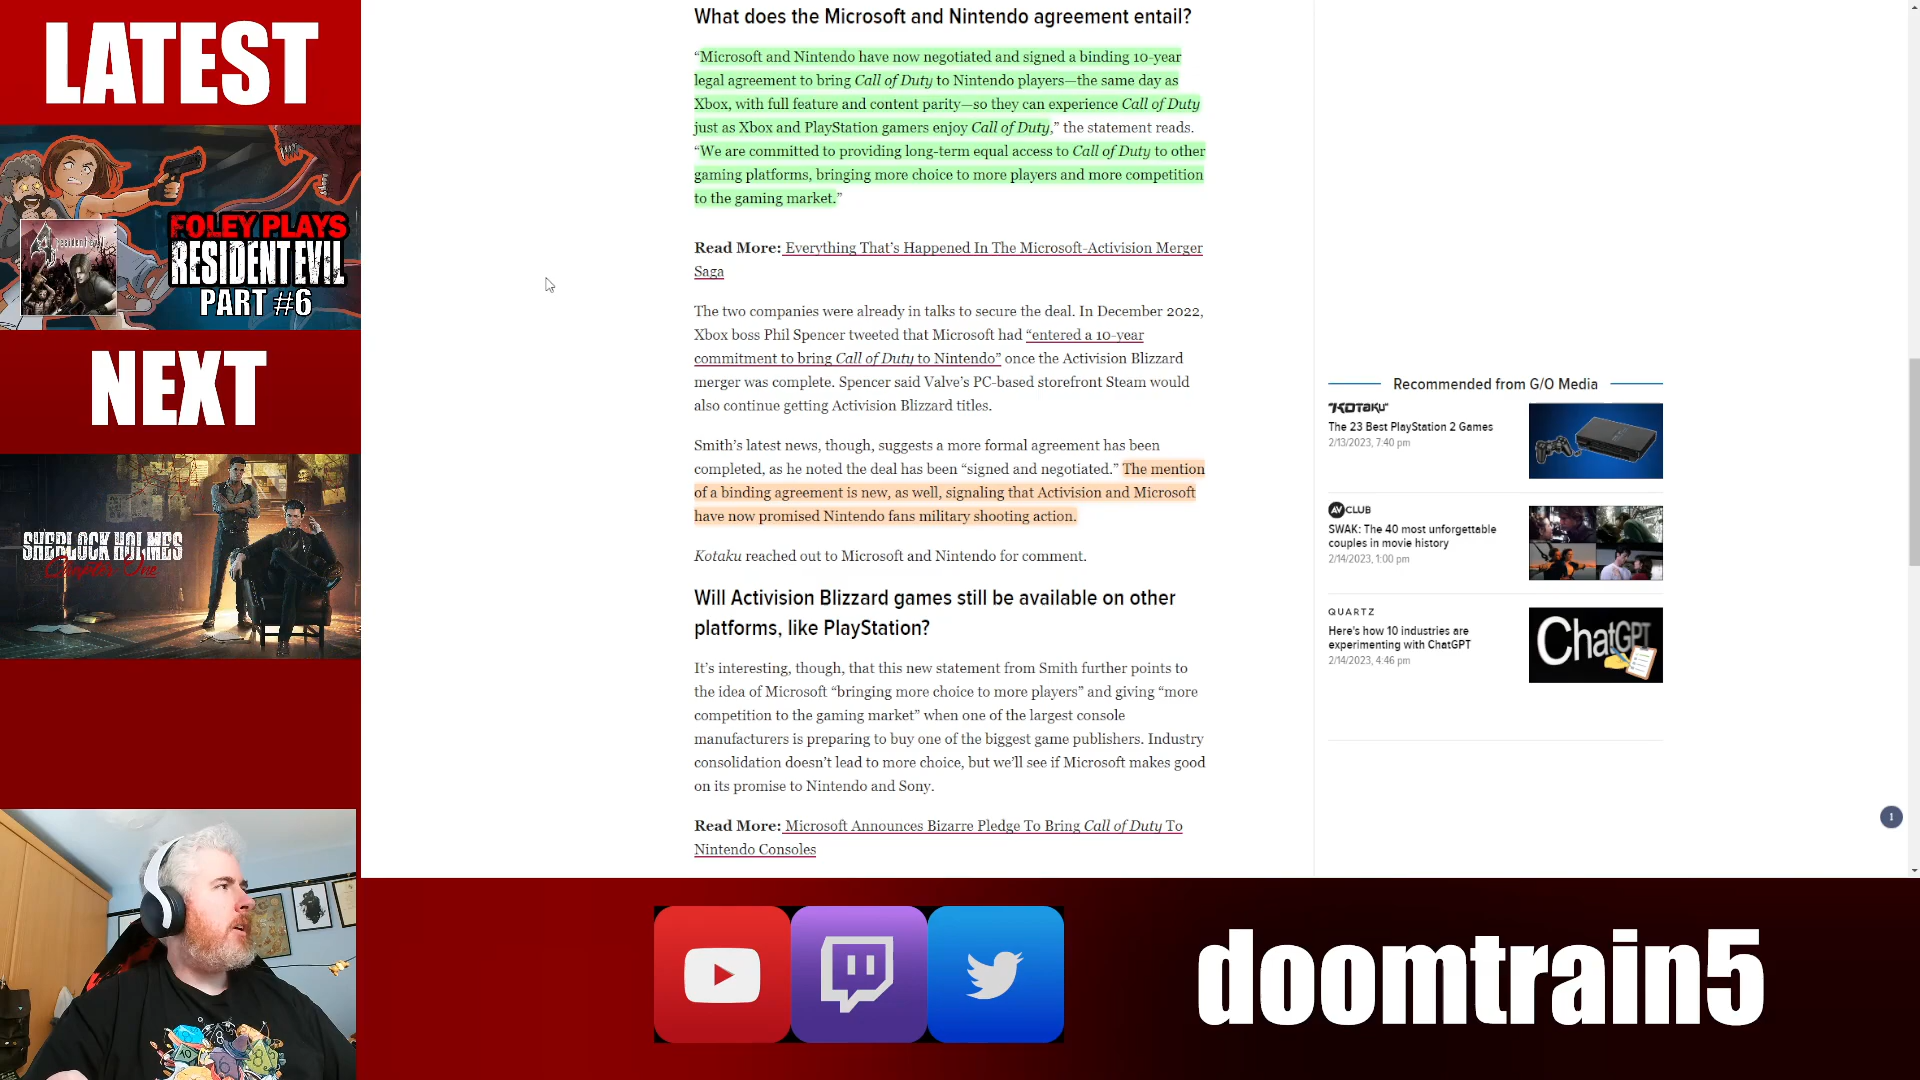 LATEST
FOLEY PLAYS
RESIDENT EVIL
PART #6
resident evil
4
NEXT
SHERLOCK HOLMES
Chapter One
What does the Microsoft and Nintendo agreement entail?
“Microsoft and Nintendo have now negotiated and signed a binding 10-year
legal agreement to bring Call of Duty to Nintendo players—the same day as
Xbox, with full feature and content parity—so they can experience Call of Duty
just as Xbox and PlayStation gamers enjoy Call of Duty,” the statement reads.
“We are committed to providing long-term equal access to Call of Duty to other
gaming platforms, bringing more choice to more players and more competition
to the gaming market.”
Read More: Everything That’s Happened In The Microsoft-Activision Merger
Saga
The two companies were already in talks to secure the deal. In December 2022,
Xbox boss Phil Spencer tweeted that Microsoft had “entered a 10-year
commitment to bring Call of Duty to Nintendo” once the Activision Blizzard
merger was complete. Spencer said Valve’s PC-based storefront Steam would
also continue getting Activision Blizzard titles.
Smith’s latest news, though, suggests a more formal agreement has been
completed, as he noted the deal has been “signed and negotiated.” The mention
of a binding agreement is new, as well, signaling that Activision and Microsoft
have now promised Nintendo fans military shooting action.
Kotaku reached out to Microsoft and Nintendo for comment.
Will Activision Blizzard games still be available on other
platforms, like PlayStation?
It’s interesting, though, that this new statement from Smith further points to
the idea of Microsoft “bringing more choice to more players” and giving “more
competition to the gaming market” when one of the largest console
manufacturers is preparing to buy one of the biggest game publishers. Industry
consolidation doesn’t lead to more choice, but we’ll see if Microsoft makes good
on its promise to Nintendo and Sony.
Read More: Microsoft Announces Bizarre Pledge To Bring Call of Duty To
Nintendo Consoles
Recommended from G/O Media
KOTAKU
The 23 Best PlayStation 2 Games
2/13/2023, 7:40 pm
AV CLUB
SWAK: The 40 most unforgettable
couples in movie history
2/14/2023, 1:00 pm
QUARTZ
Here's how 10 industries are
experimenting with ChatGPT
2/14/2023, 4:46 pm
ChatGPT
1
doomtrain5